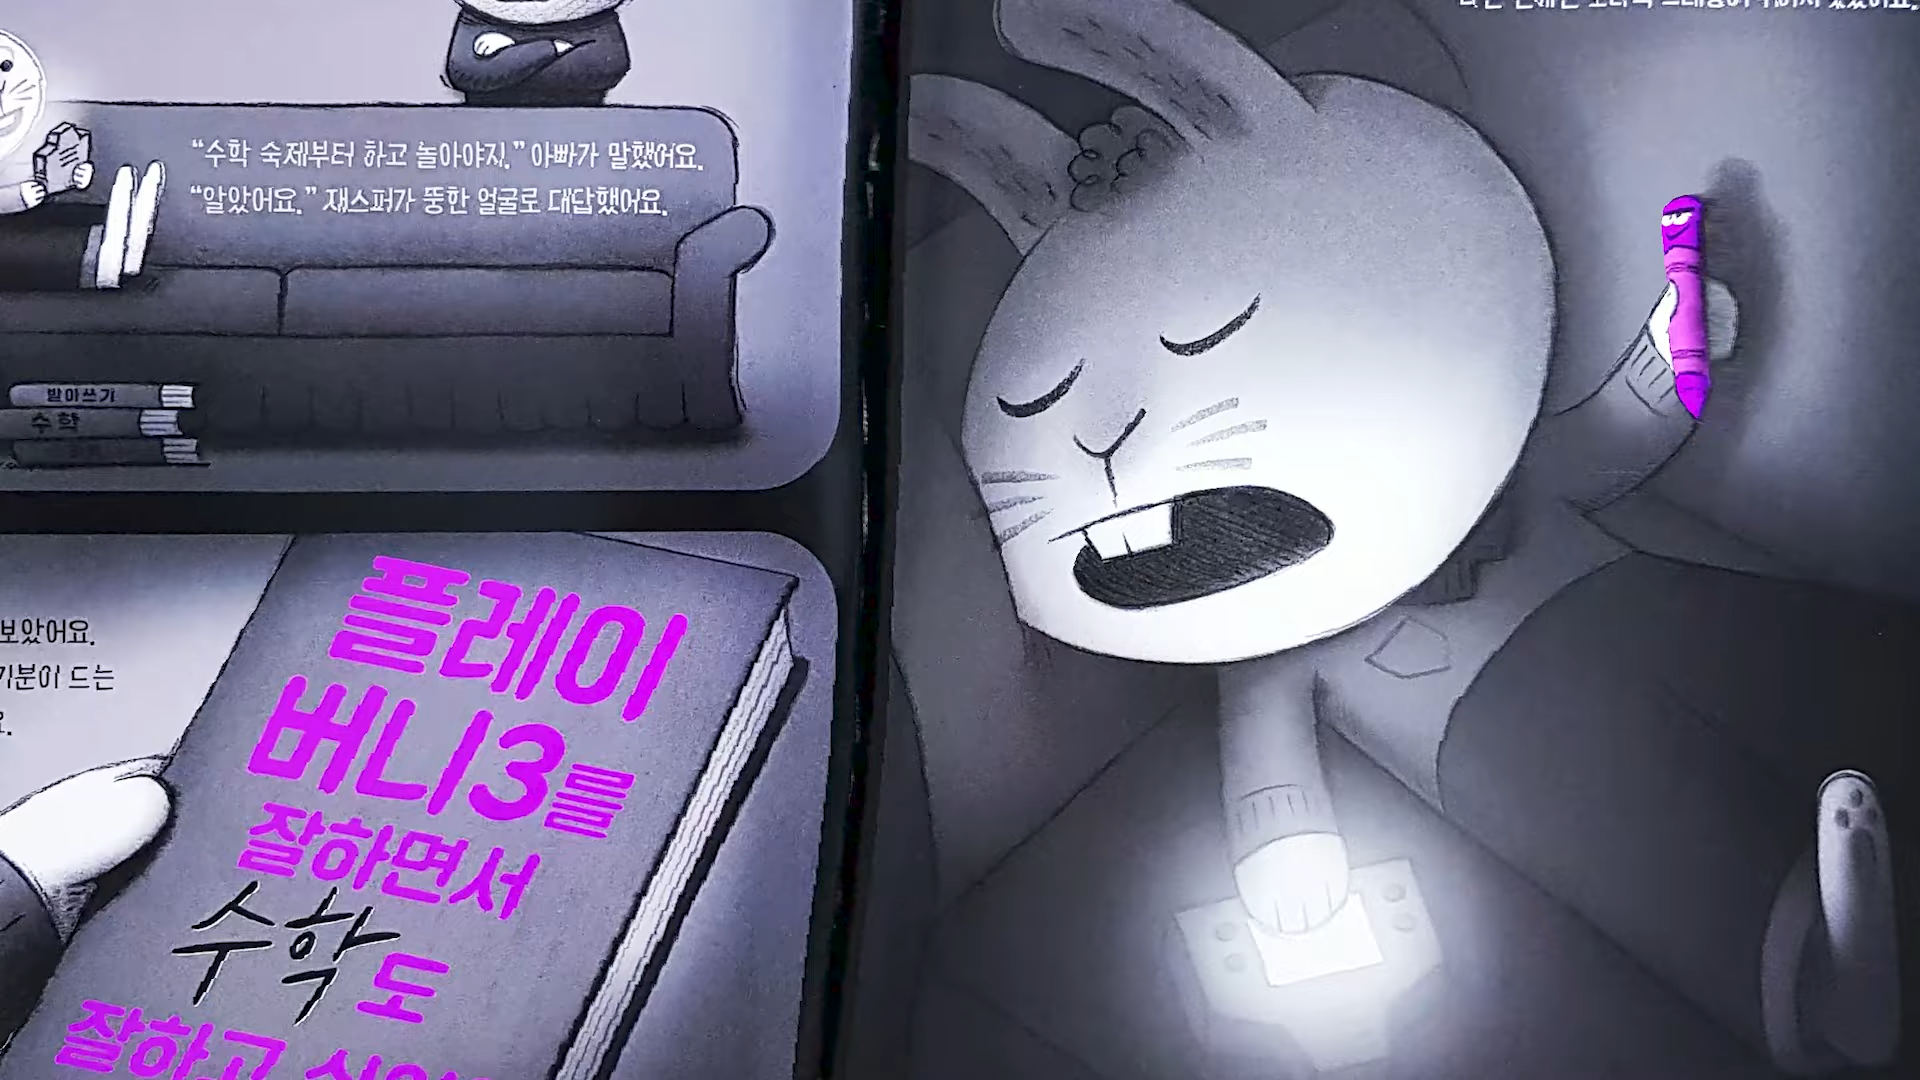 “수학 숙제부터 하고 놀아야지.” 아빠가 말했어요.
“알았어요.” 재스퍼가 뚱한 얼굴로 대답했어요.
받아쓰기
수학
보았어요.
기분이 드는
플레이
버니3를
잘하면서
수학도
잘하고